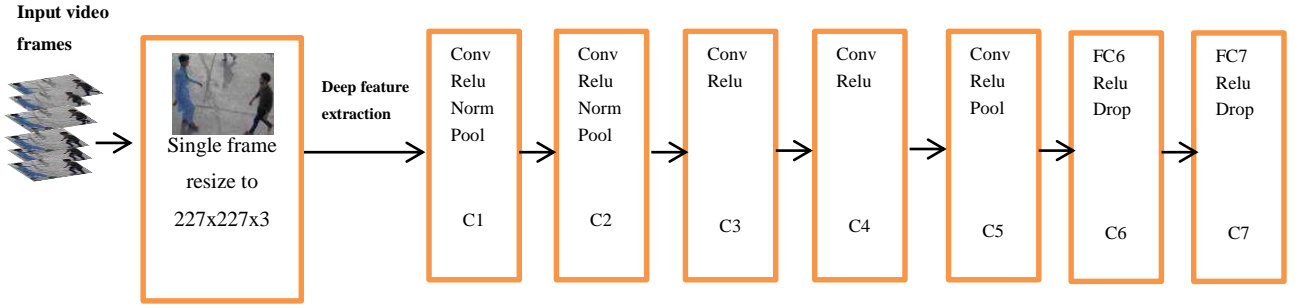 Input video
frames
Single frame
resize to
227x227x3
Deep feature
extraction
Conv
Relu
Norm
Pool
C1
Conv
Relu
Norm
Pool
C2
Conv
Relu
C3
Conv
Relu
C4
Conv
Relu
Pool
C5
FC6
Relu
Drop
C6
FC7
Relu
Drop
C7